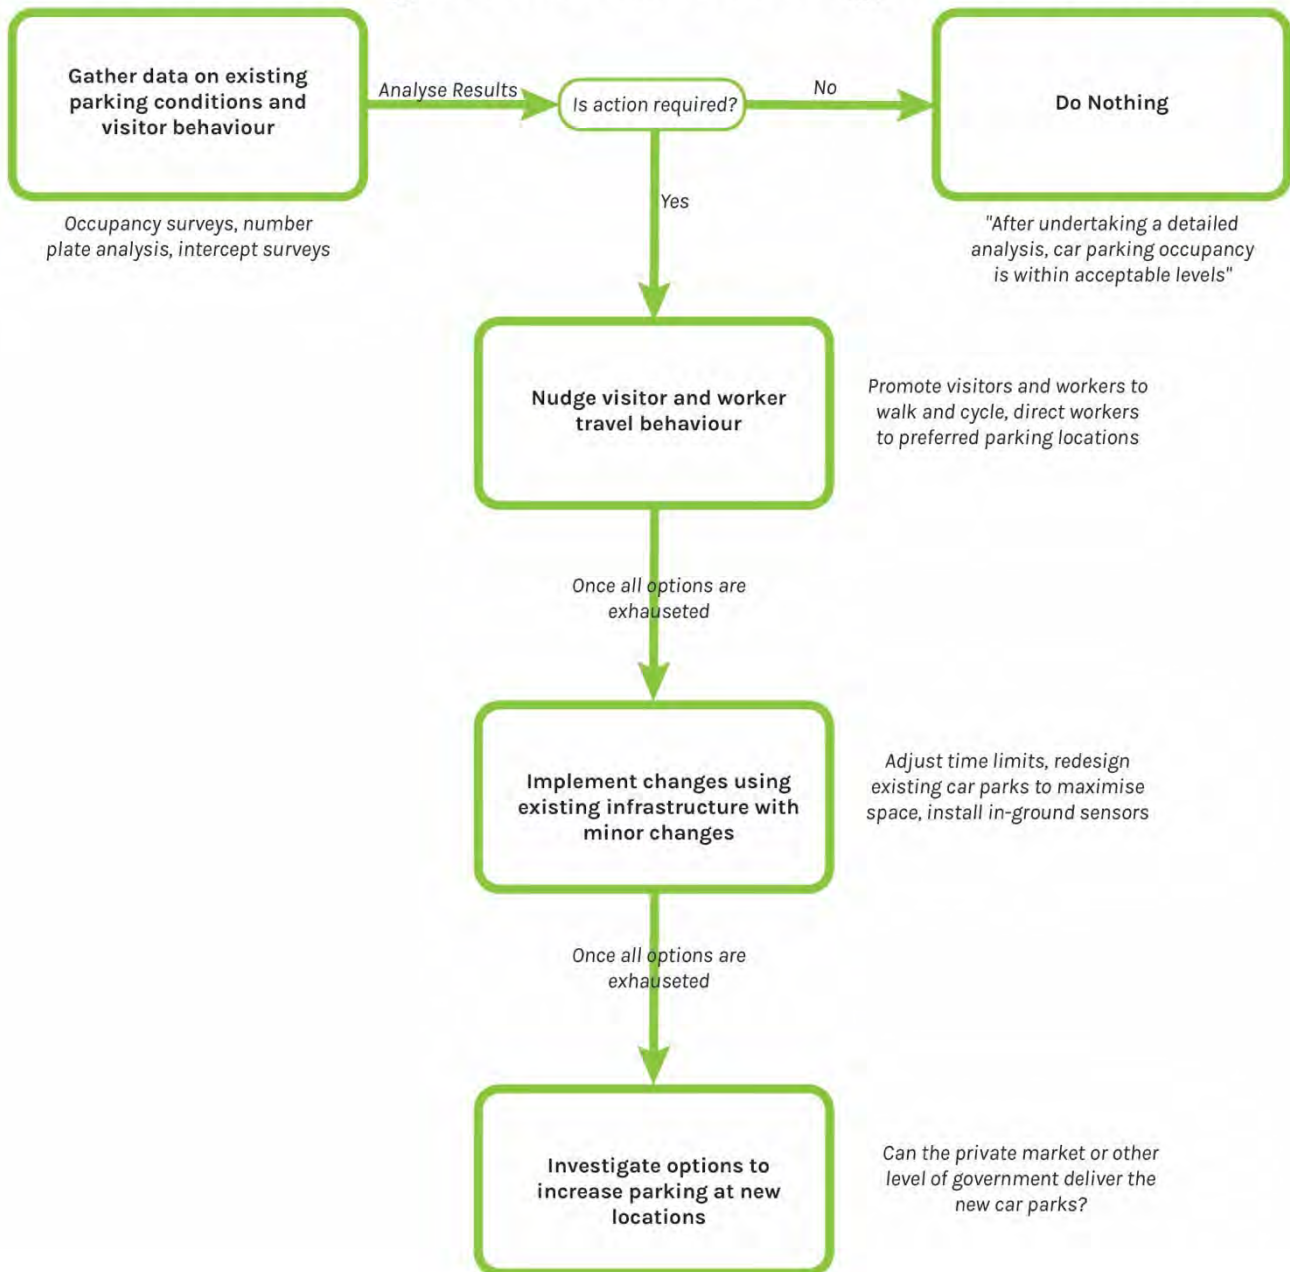 Gather data on existing
parking conditions and
visitor behaviour
Analyse Results
Is action required?
No
Do Nothing
Occupancy surveys, number
plate analysis, intercept surveys
Yes
"After undertaking a detailed
analysis, car parking occupancy
is within acceptable levels"
Nudge visitor and worker
travel behaviour
Promote visitors and workers to
walk and cycle, direct workers
to preferred parking locations
Once all options are
exhauseted
Implement changes using
existing infrastructure with
minor changes
Adjust time limits, redesign
existing car parks to maximise
space, install in-ground sensors
Once all options are
exhauseted
Investigate options to
increase parking at new
locations
Can the private market or other
level of government deliver the
new car parks?